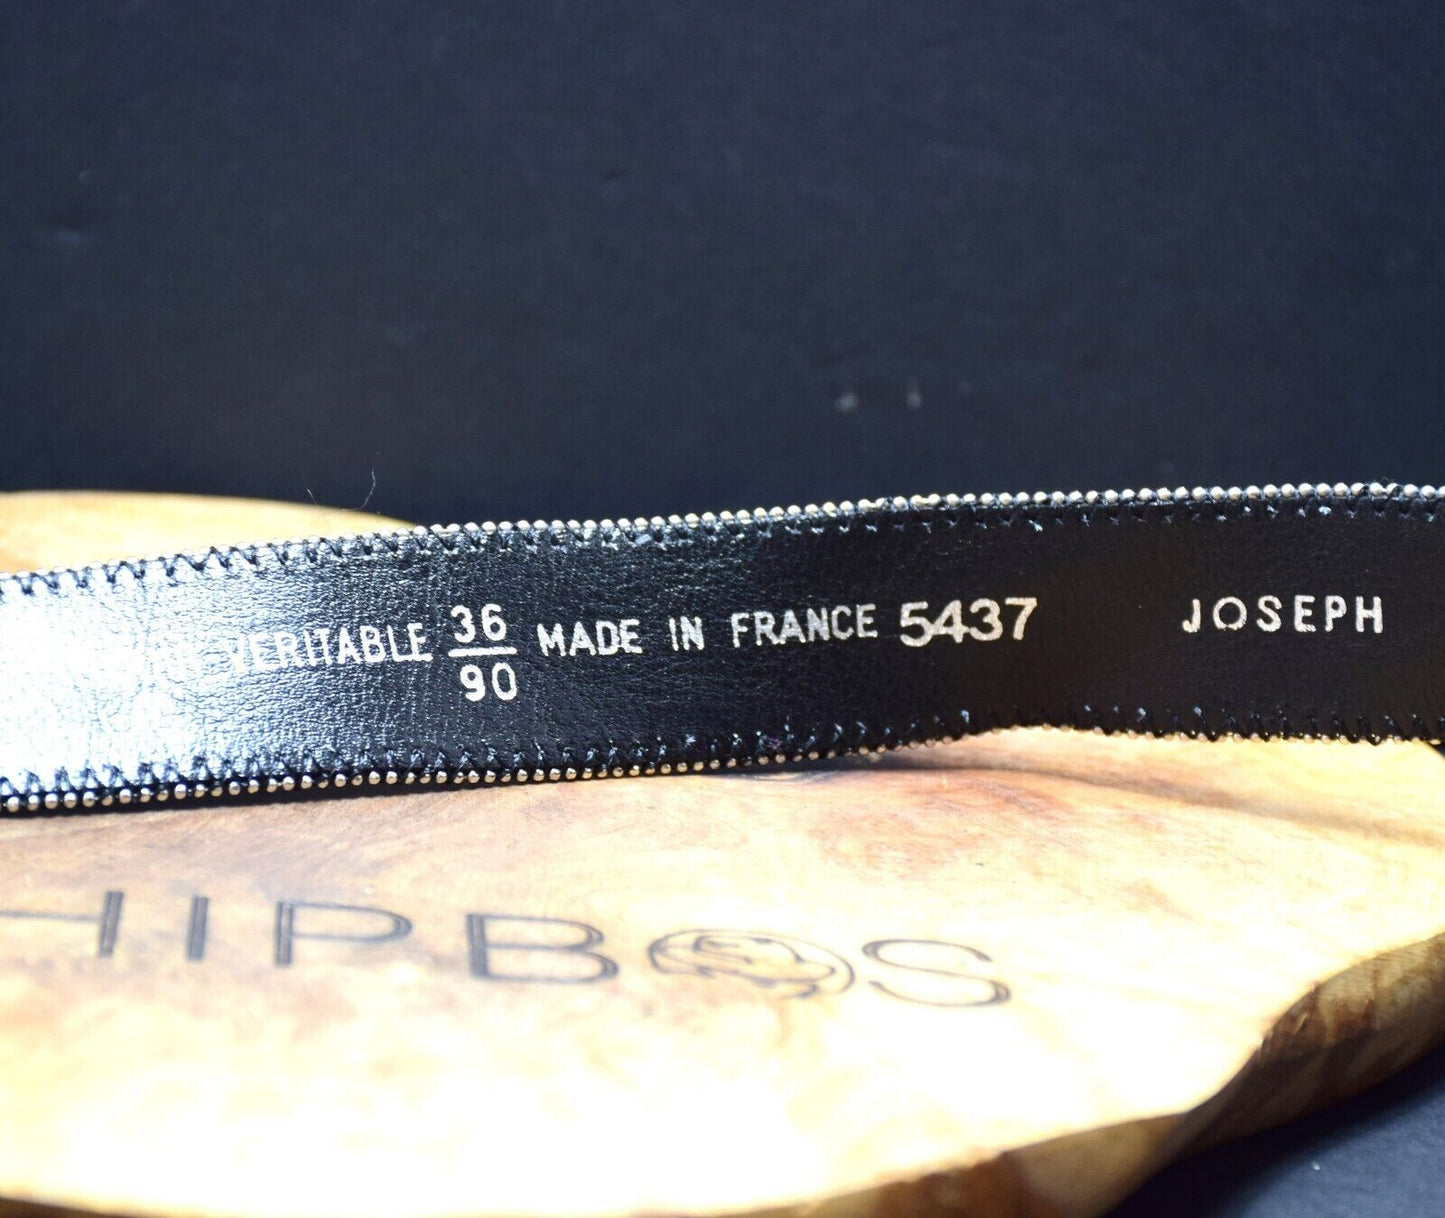 VERITABLE 36/90 MADE IN FRANCE 5437 JOSEPH
HIPBOS